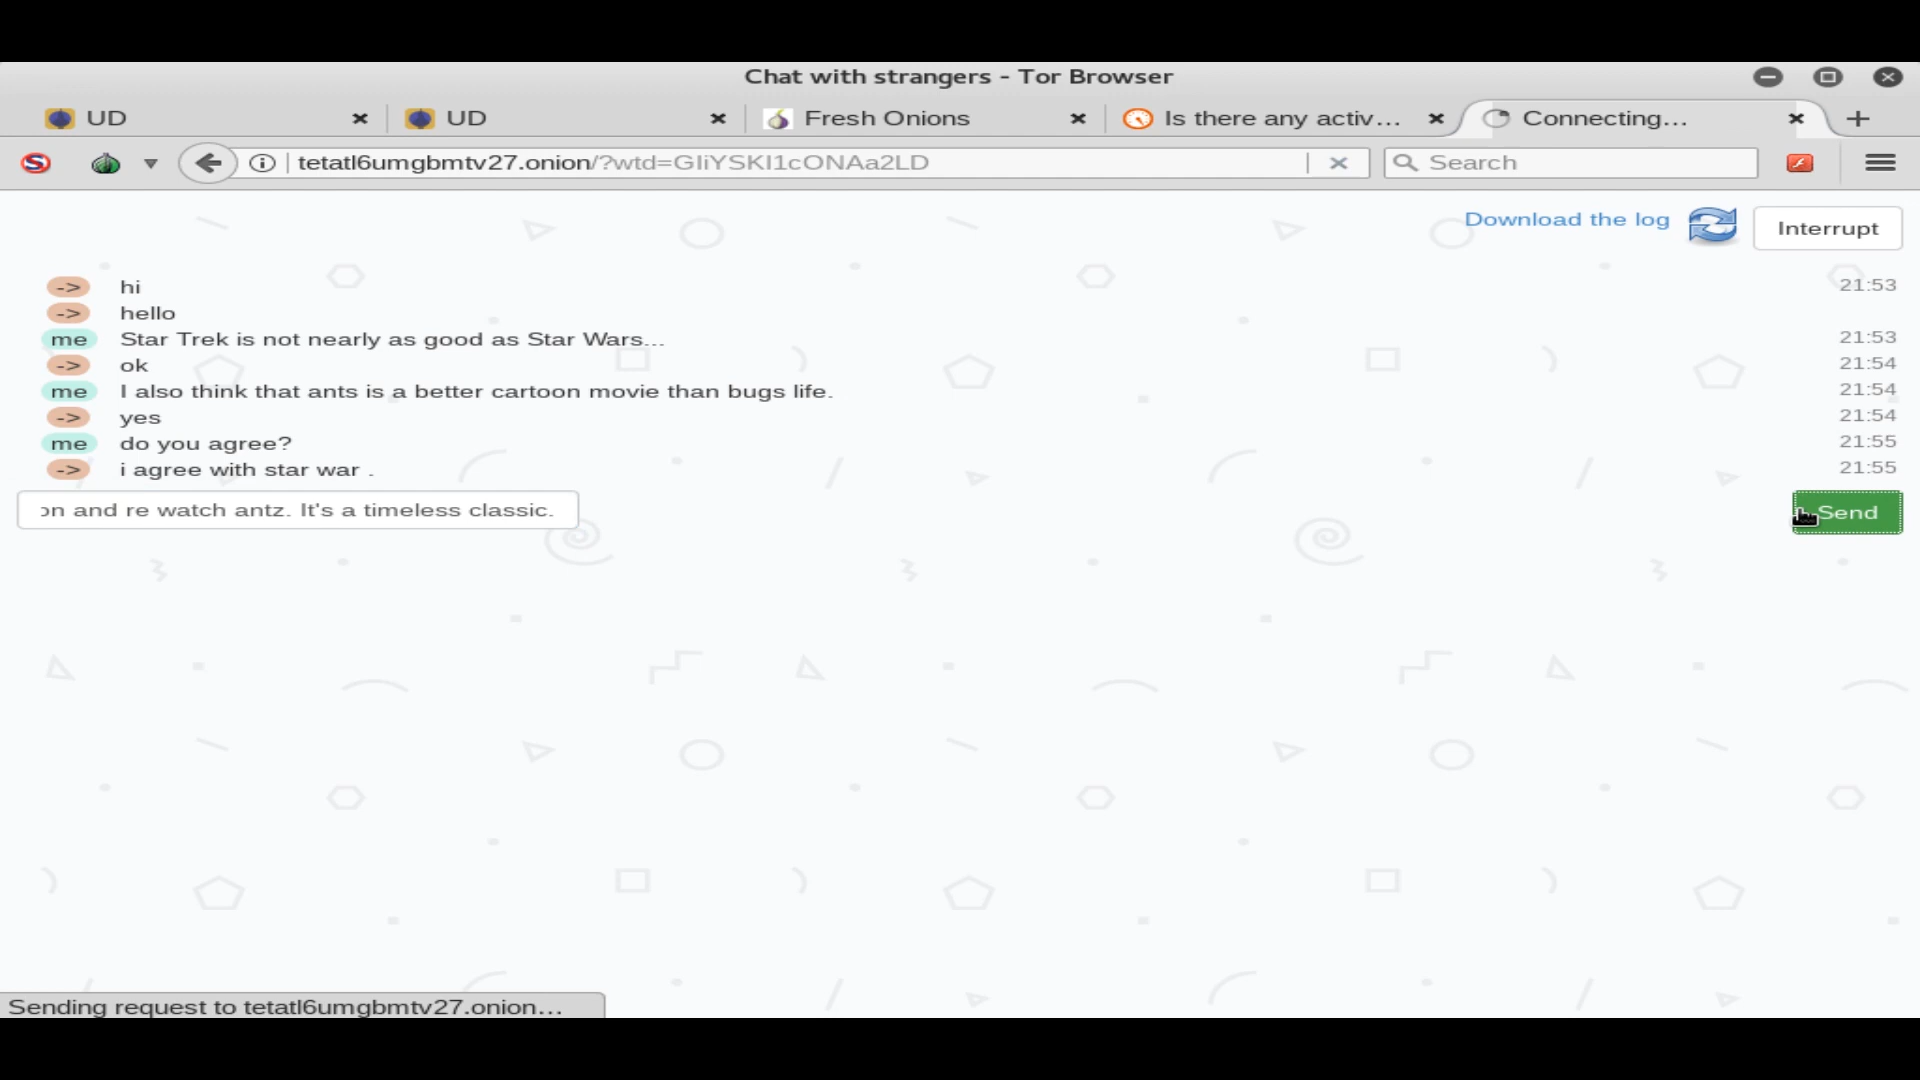 Chat with strangers - Tor Browser
UD
UD
Fresh Onions
Is there any activ...
Connecting...
tetatl6umgbmtv27.onion/?wtd=GIiYSKI1cONAa2LD
Search
Download the log
Interrupt
-> hi 21:53
-> hello
me Star Trek is not nearly as good as Star Wars... 21:53
-> ok 21:54
me I also think that ants is a better cartoon movie than bugs life. 21:54
-> yes 21:54
me do you agree? 21:55
-> i agree with star war . 21:55
and re watch antz. It's a timeless classic.
Send
Sending request to tetatl6umgbmtv27.onion...